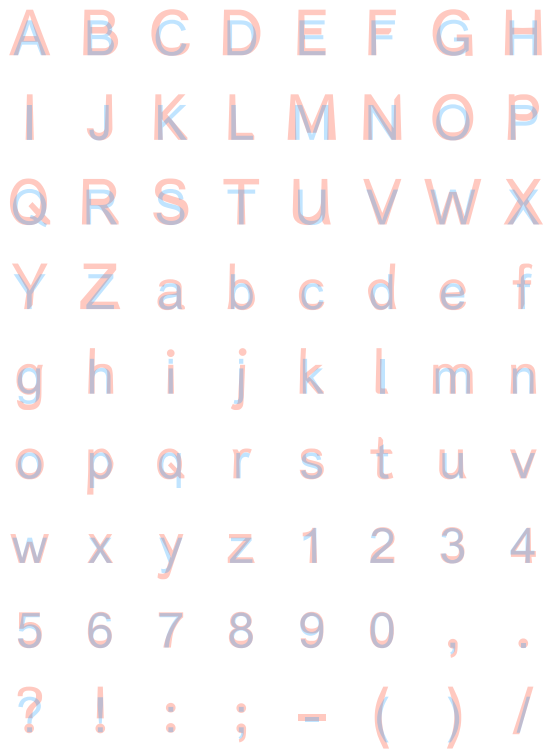 A B C D E F G H
I J K L M N O P
Q R S T U V W X
Y Z a b c d e f
g h i j k l m n
o p q r s t u v
w x y z 1 2 3 4
5 6 7 8 9 0 , .
? ! : ; - ( ) /